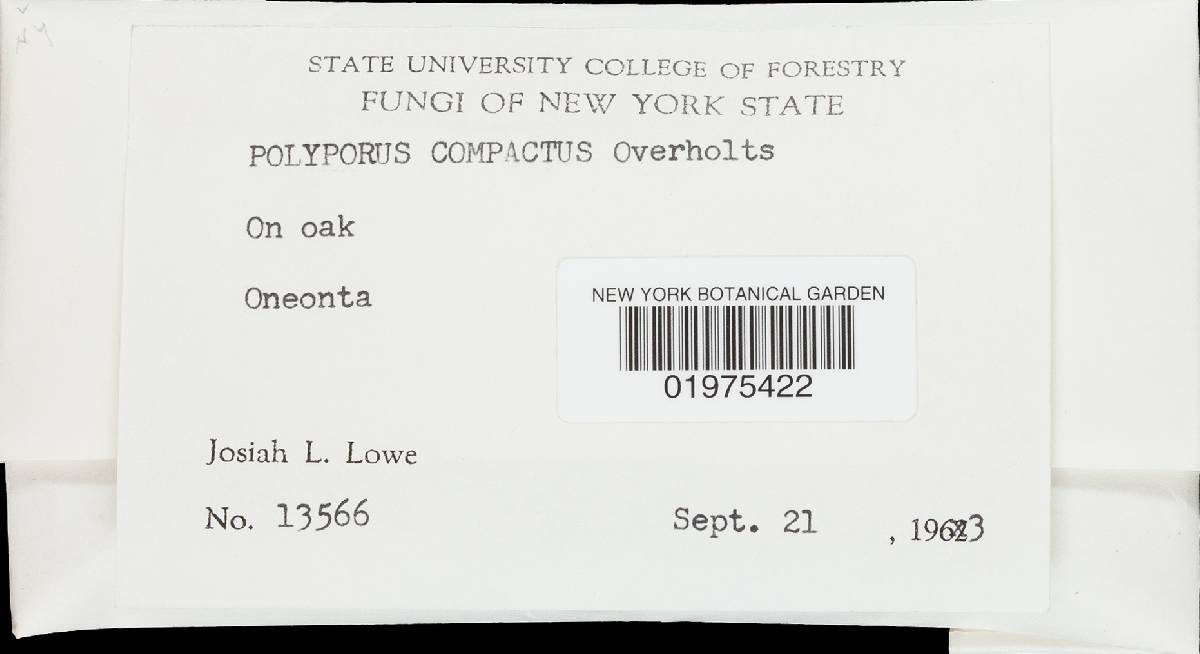 STATE UNIVERSITY COLLEGE OF FORESTRY
FUNGI OF NEW YORK STATE
POLYPORUS COMPACTUS Overholts
On oak
Oneonta
NEW YORK BOTANICAL GARDEN
01975422
Josiah L. Lowe
No. 13566
Sept. 21 , 1963